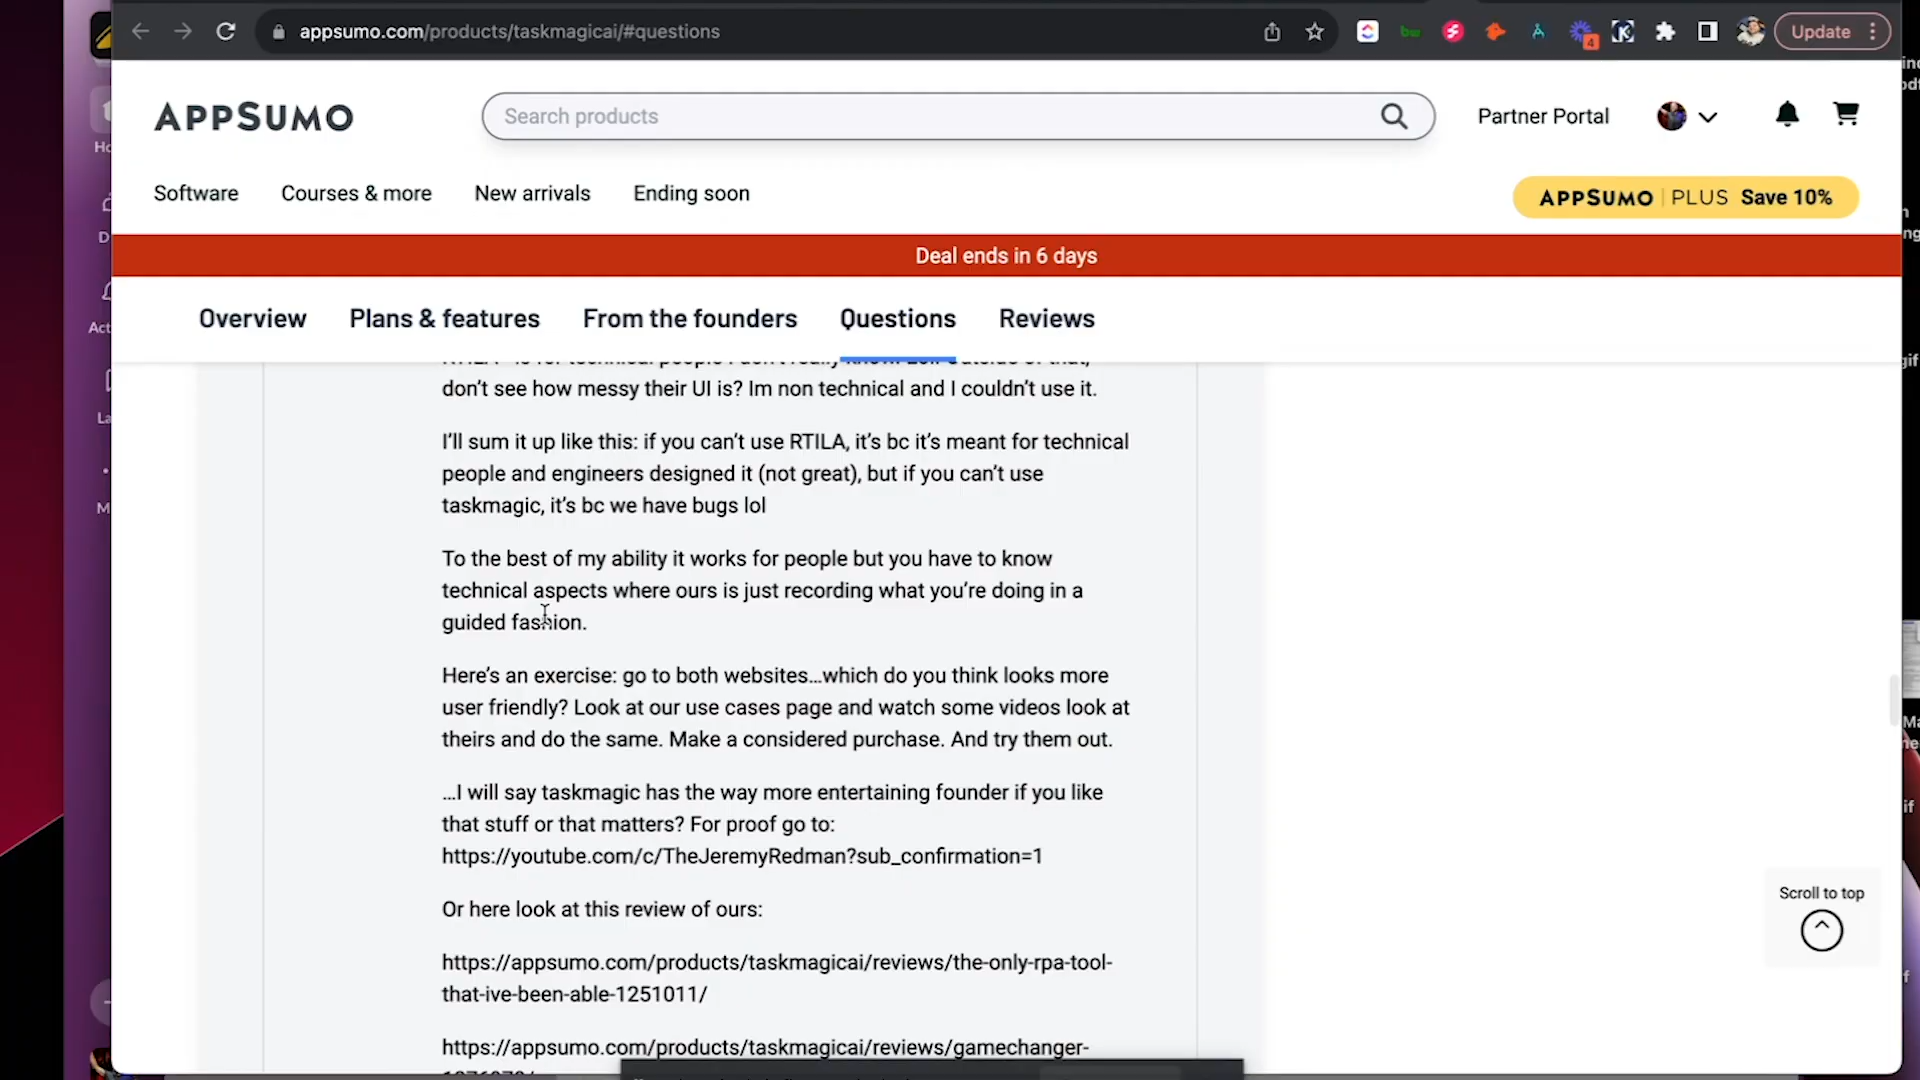 appsumo.com/products/taskmagicai/#questions
4
Update
APPSUMO
Search products
Partner Portal
Software
Courses & more
New arrivals
Ending soon
APPSUMO | PLUS Save 10%
Deal ends in 6 days
Overview
Plans & features
From the founders
Questions
Reviews
don't see how messy their UI is? Im non technical and I couldn't use it.
I'll sum it up like this: if you can't use RTILA, it's bc it's meant for technical
people and engineers designed it (not great), but if you can't use
taskmagic, it's bc we have bugs lol
To the best of my ability it works for people but you have to know
technical aspects where ours is just recording what you're doing in a
guided fashion.
Here's an exercise: go to both websites…which do you think looks more
user friendly? Look at our use cases page and watch some videos look at
theirs and do the same. Make a considered purchase. And try them out.
…I will say taskmagic has the way more entertaining founder if you like
that stuff or that matters? For proof go to:
https://youtube.com/c/TheJeremyRedman?sub_confirmation=1
Or here look at this review of ours:
https://appsumo.com/products/taskmagicai/reviews/the-only-rpa-tool-
that-ive-been-able-1251011/
https://appsumo.com/products/taskmagicai/reviews/gamechanger-
Scroll to top